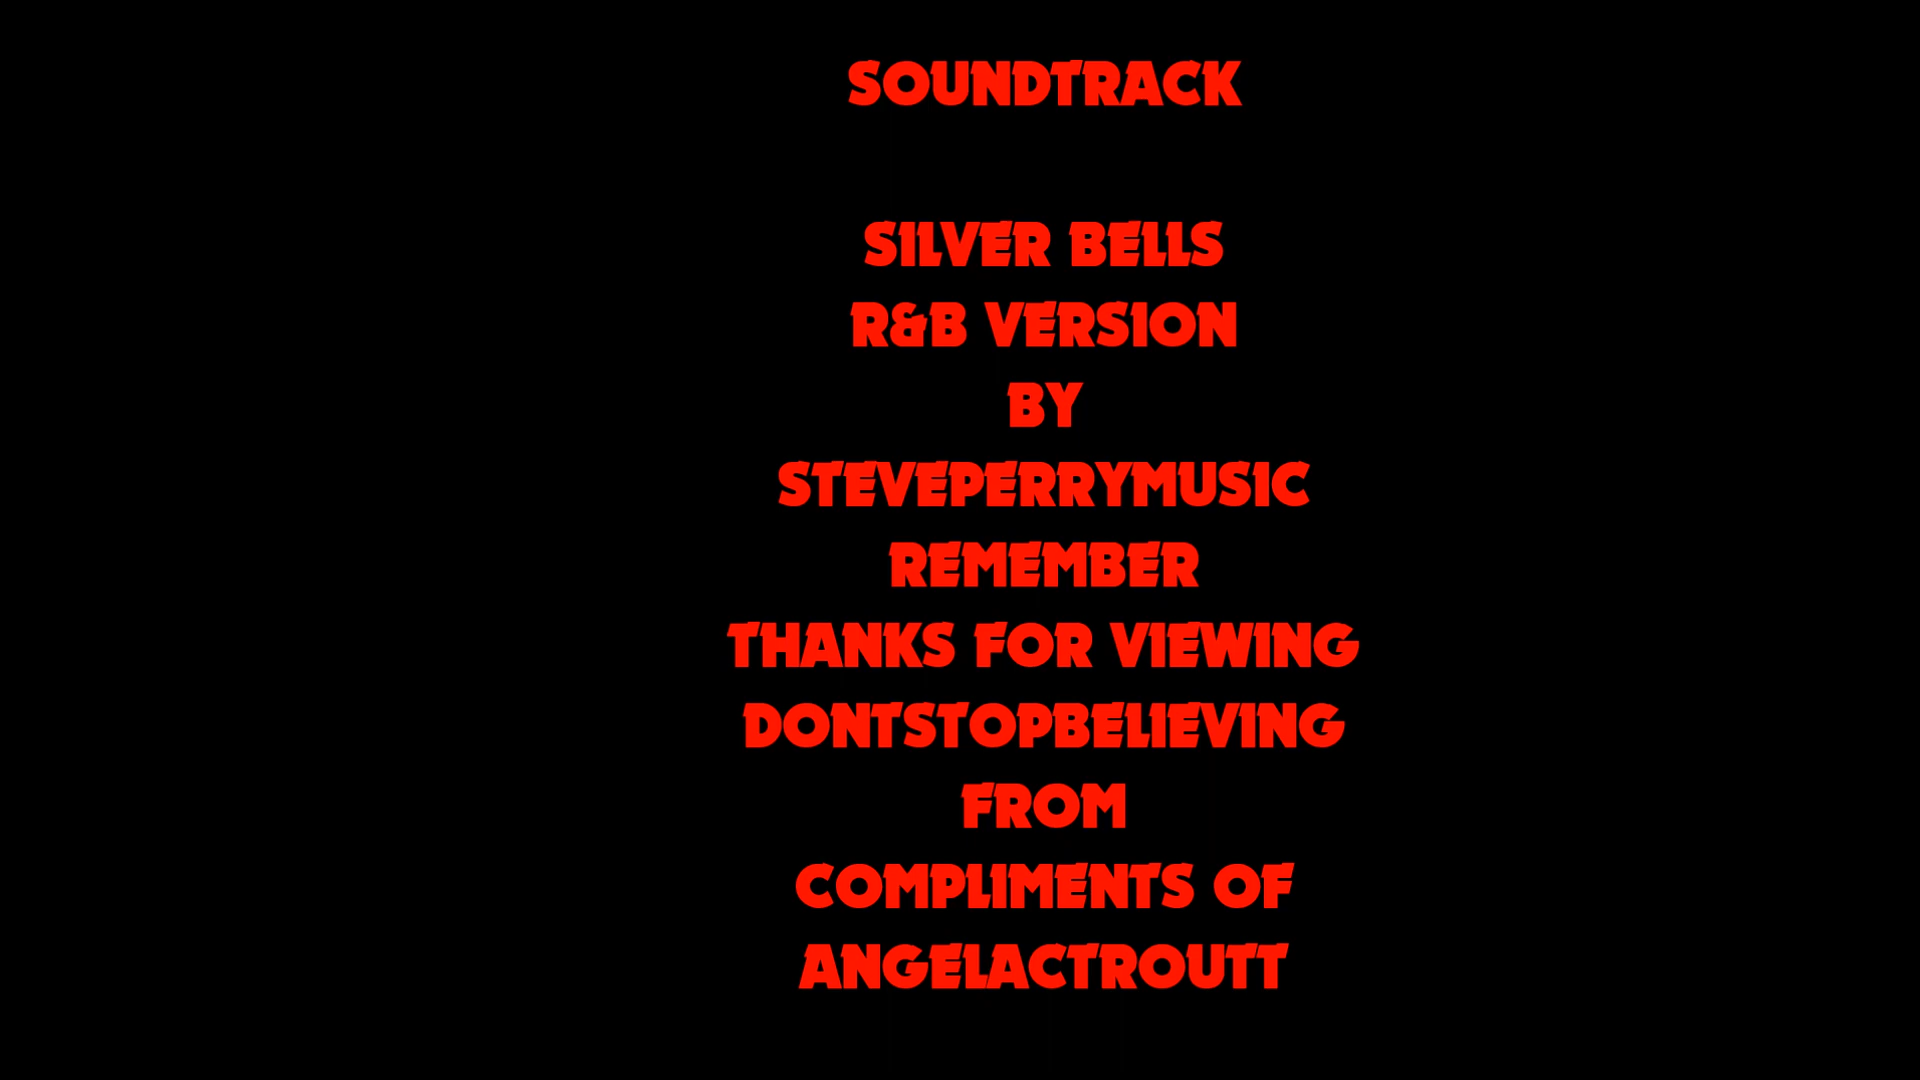 SOUNDTRACK
SILVER BELLS
R&B VERSION
BY
STEVEPERRYMUSIC
REMEMBER
THANKS FOR VIEWING
DONTSTOPBELIEVING
FROM
COMPLIMENTS OF
ANGELACTROUTT